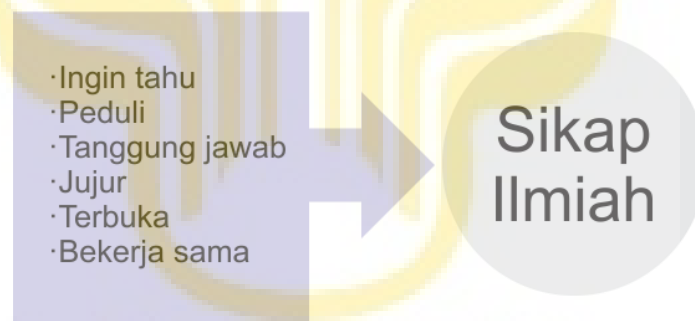 ·Ingin tahu
·Peduli
·Tanggung jawab
·Jujur
·Terbuka
·Bekerja sama
Sikap
Ilmiah